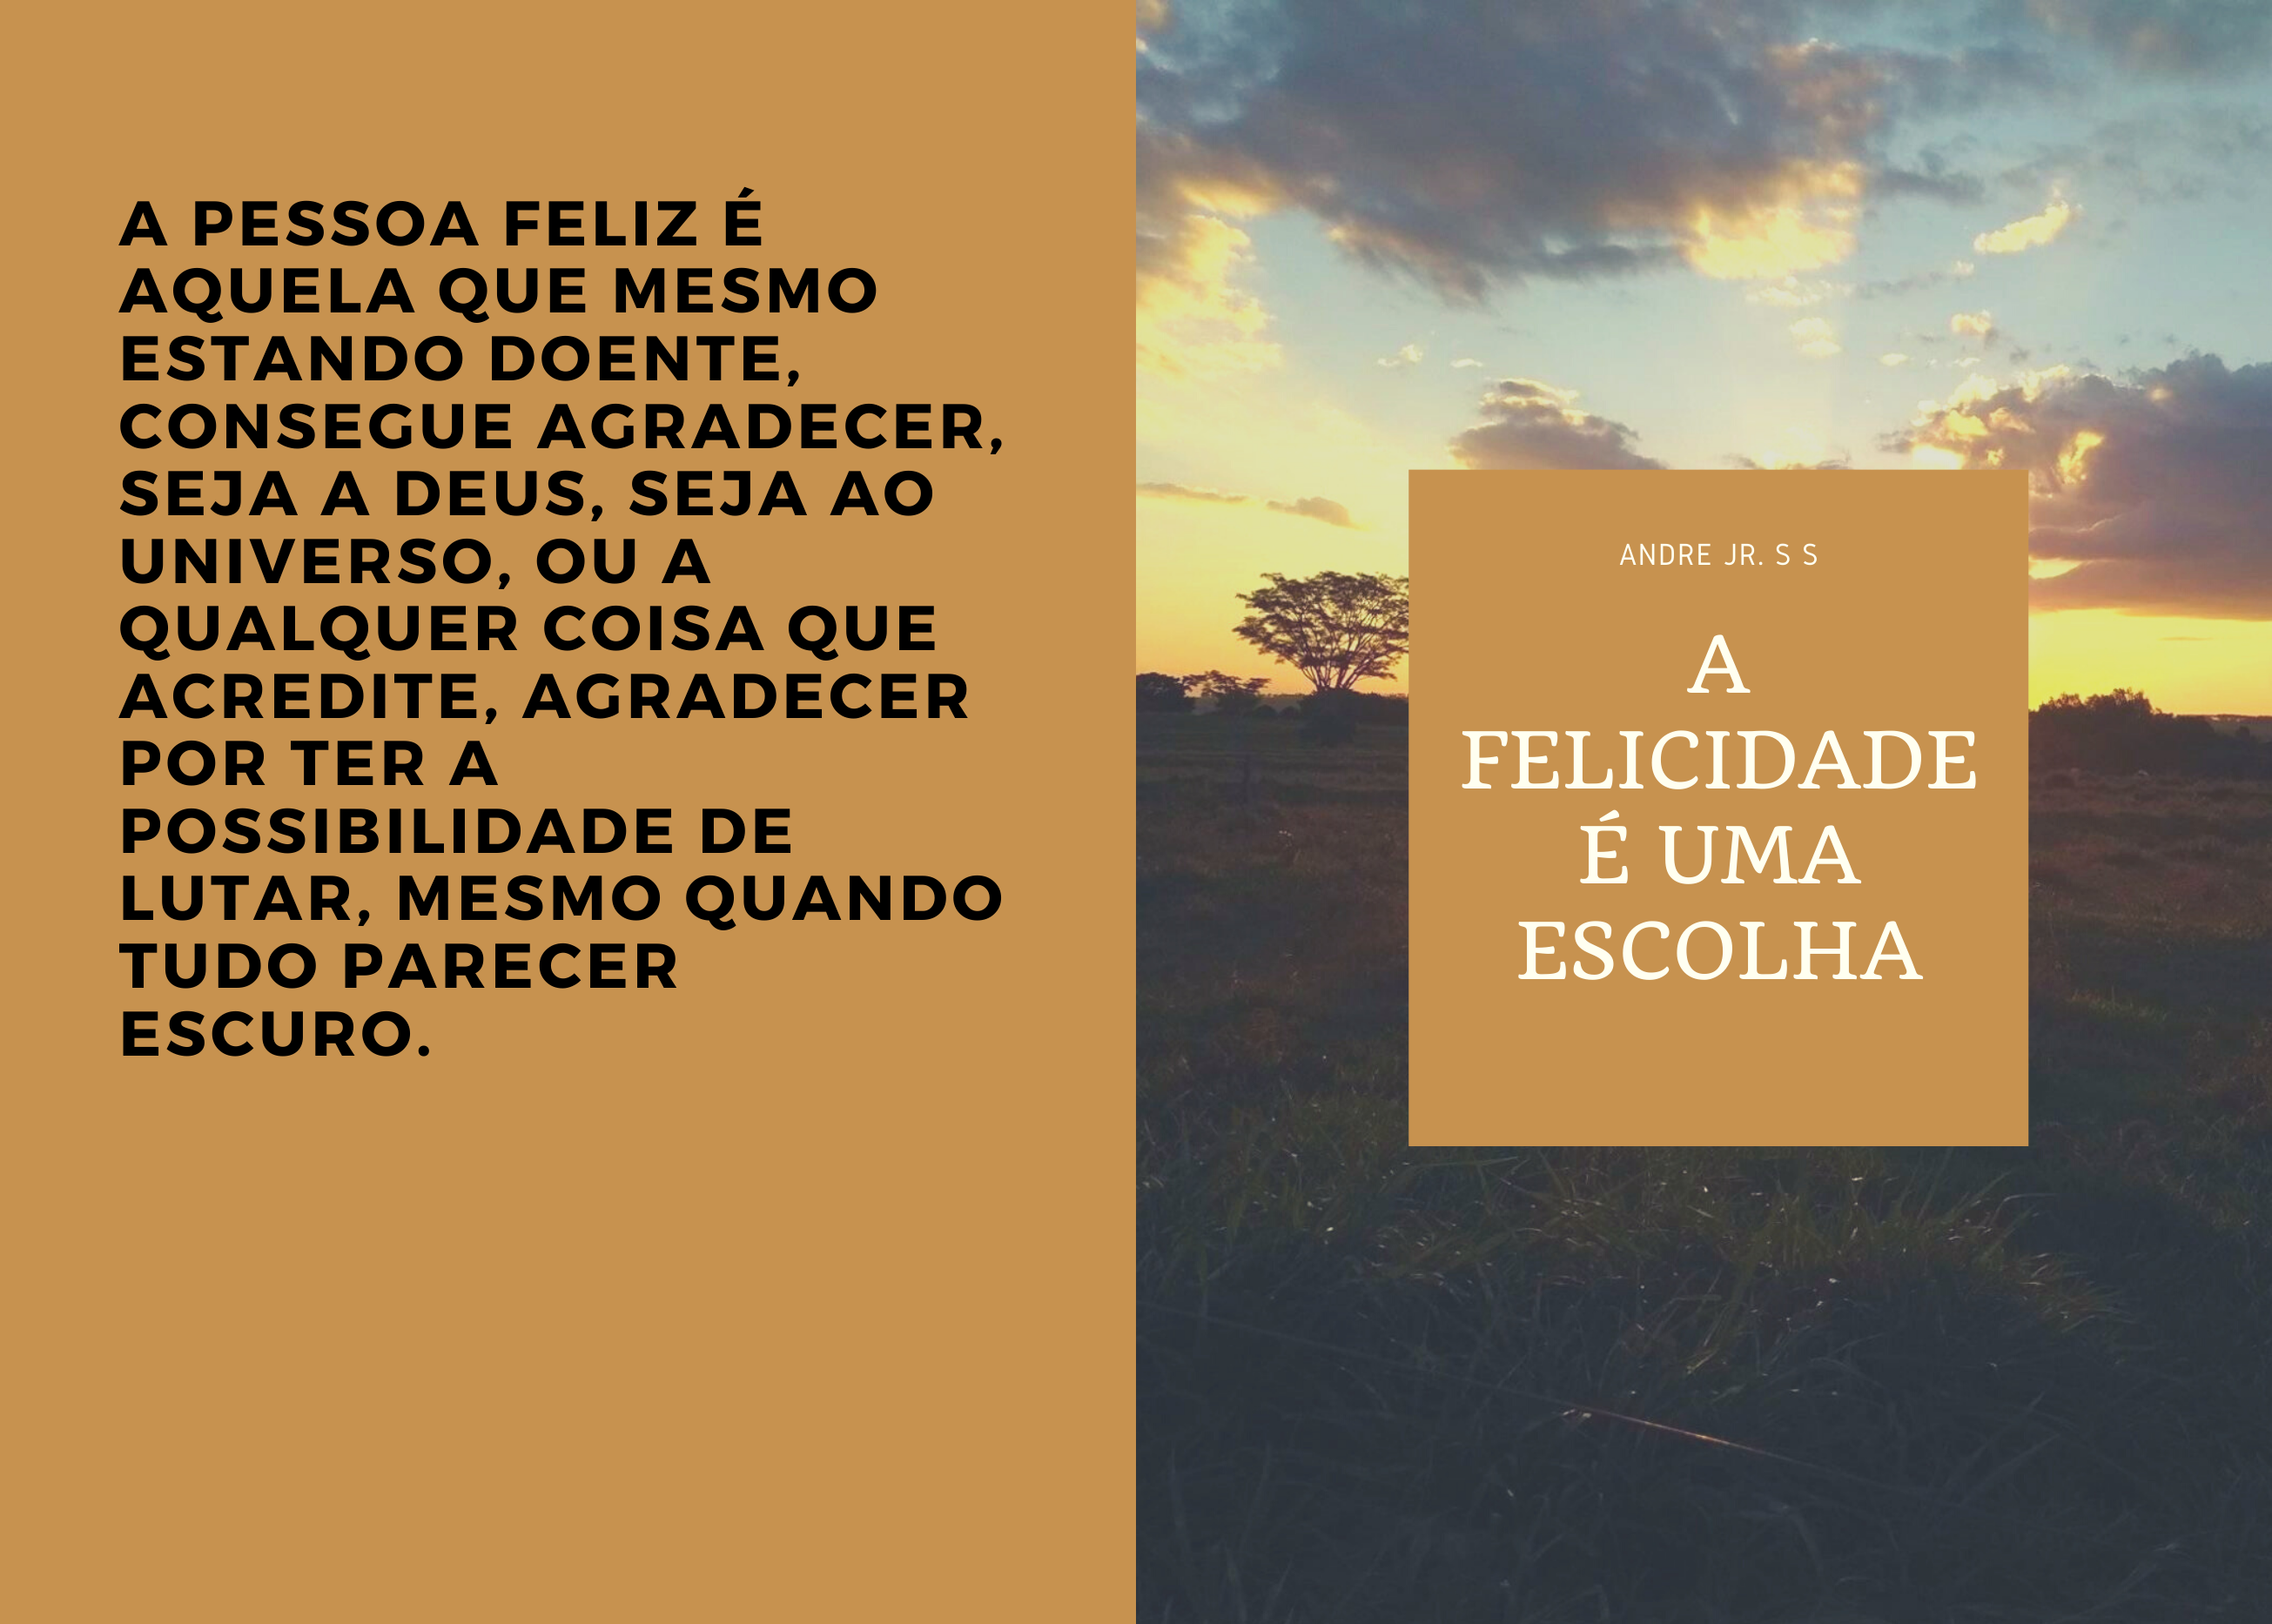 A PESSOA FELIZ É
AQUELA QUE MESMO
ESTANDO DOENTE,
CONSEGUE AGRADECER,
SEJA A DEUS, SEJA AO
UNIVERSO, OU A
QUALQUER COISA QUE
ACREDITE, AGRADECER
POR TER A
POSSIBILIDADE DE
LUTAR, MESMO QUANDO
TUDO PARECER
ESCURO.
ANDRE JR. S S
A
FELICIDADE
É UMA
ESCOLHA